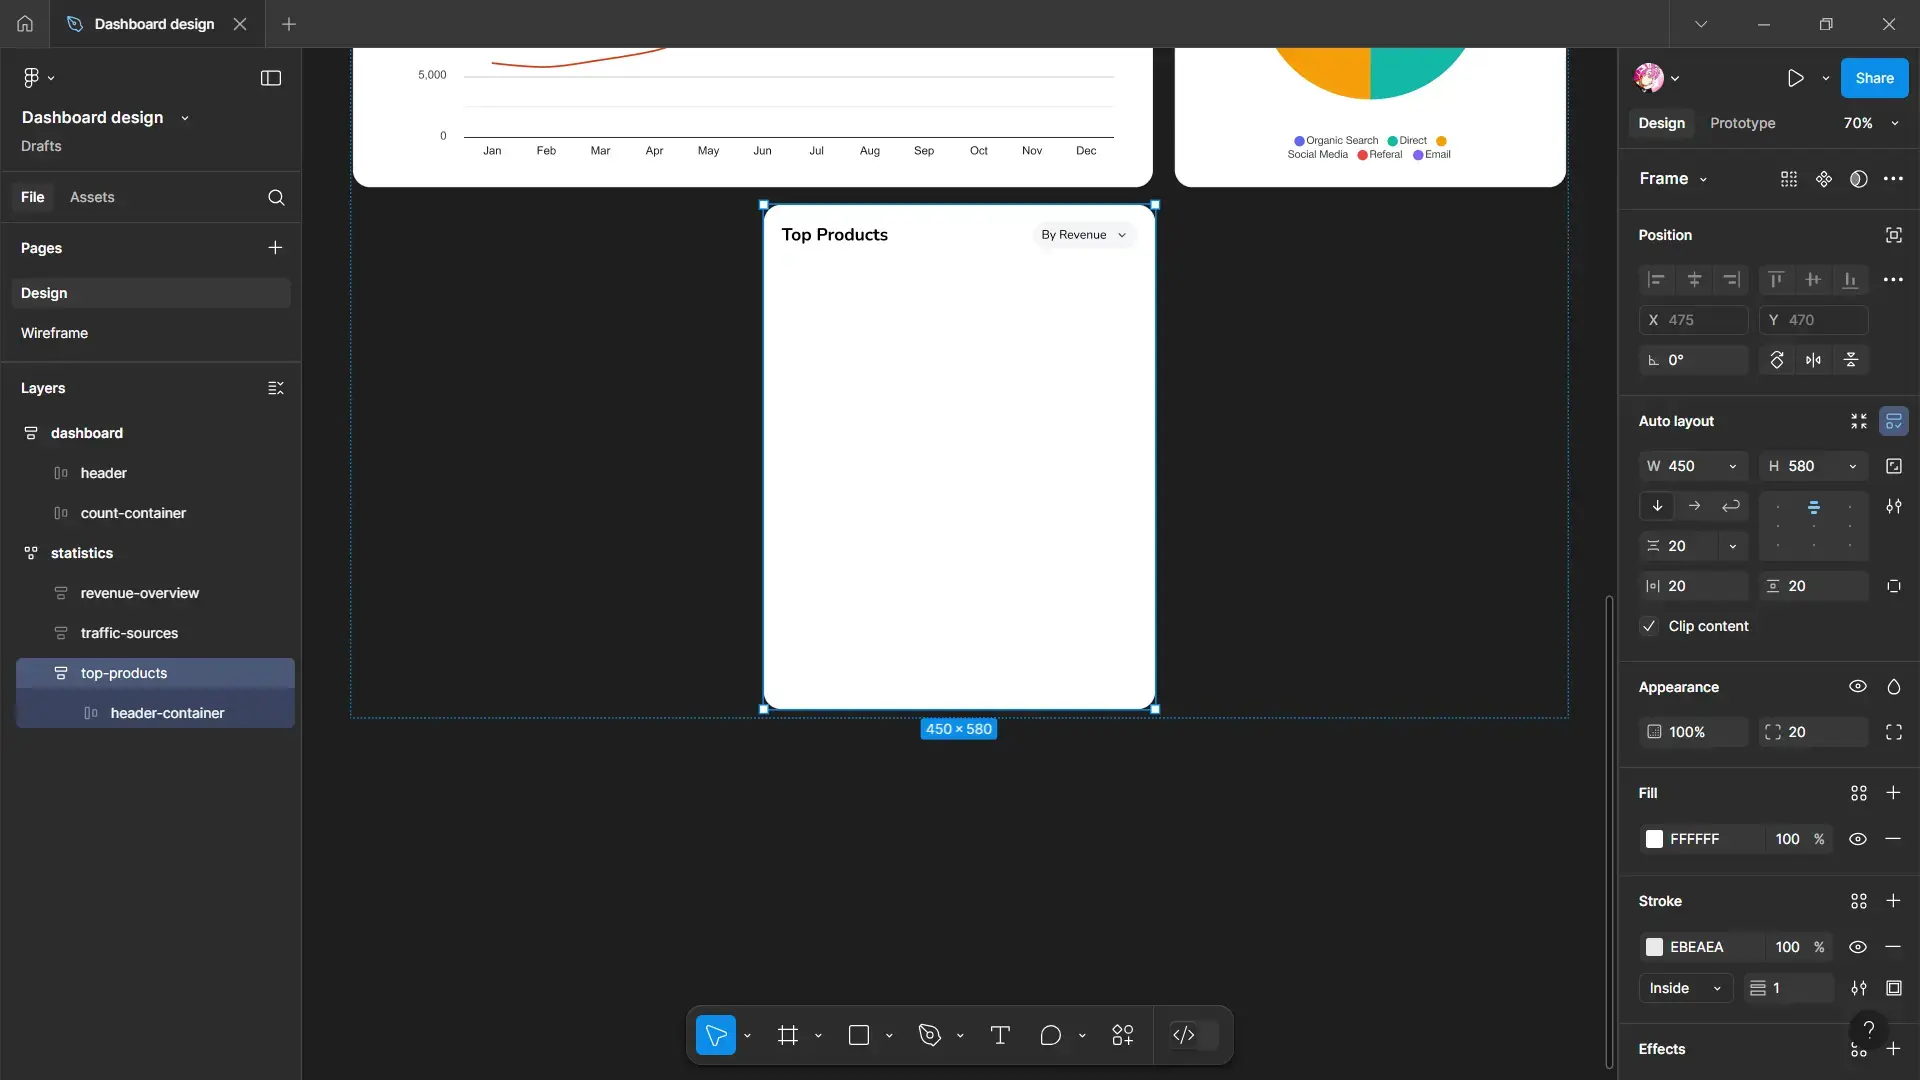 Dashboard design
Dashboard design
Drafts
File
Assets
Pages
Design
Wireframe
Layers
dashboard
header
count-container
statistics
revenue-overview
traffic-sources
top-products
header-container
5,000
0
Jan Feb Mar Apr May Jun Jul Aug Sep Oct Nov Dec
Organic Search Direct
Social Media Referal Email
Top Products
By Revenue
450 × 580
Share
Design
Prototype
70%
Frame
Position
X 475
Y 470
0°
Auto layout
W 450
H 580
20
20
20
Clip content
Appearance
100%
20
Fill
FFFFFF 100 %
Stroke
EBEAEA 100 %
Inside
1
Effects
?